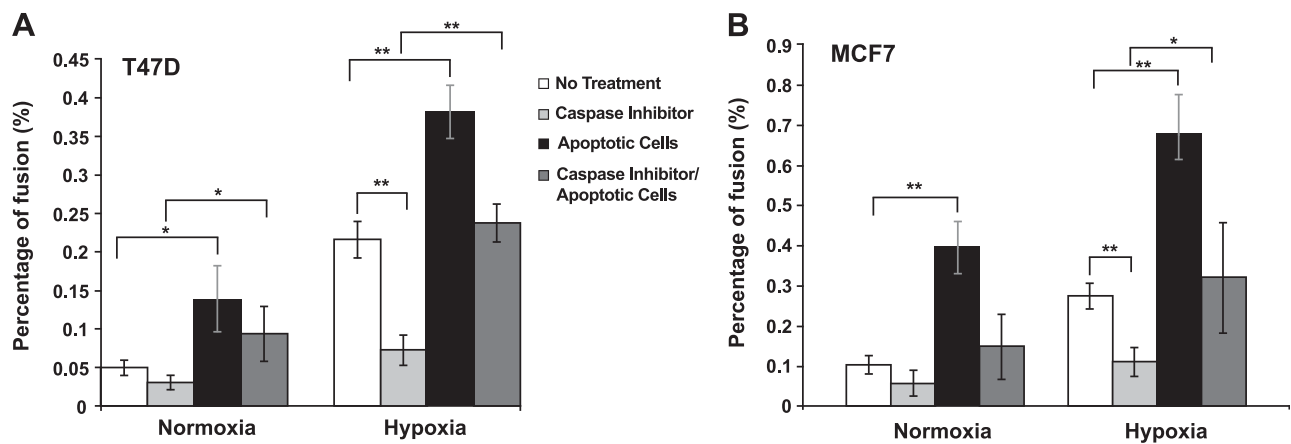 A
T47D
Percentage of fusion (%)
0.45
0.4
0.35
0.3
0.25
0.2
0.15
0.1
0.05
0
*
*
**
**
**
Normoxia
Hypoxia
No Treatment
Caspase Inhibitor
Apoptotic Cells
Caspase Inhibitor/
Apoptotic Cells
B
MCF7
Percentage of fusion (%)
0.9
0.8
0.7
0.6
0.5
0.4
0.3
0.2
0.1
0
**
**
**
*
Normoxia
Hypoxia